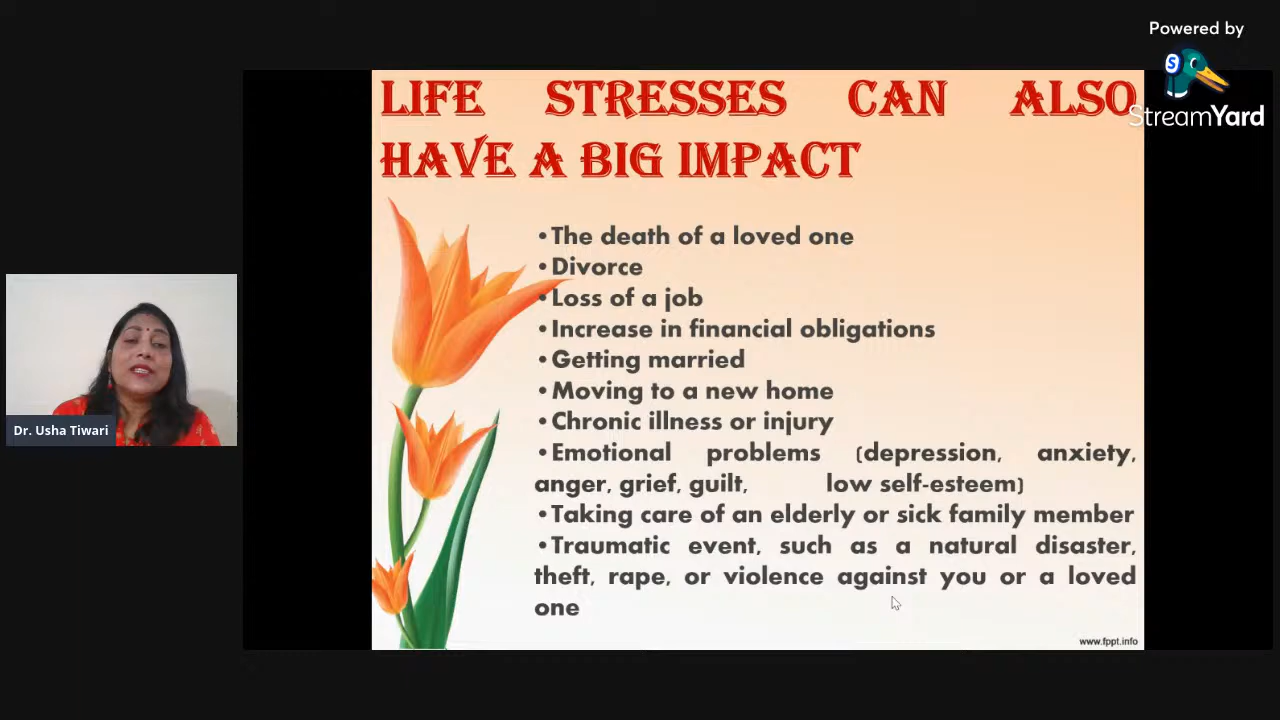 Powered by
StreamYard
LIFE STRESSES CAN ALSO
HAVE A BIG IMPACT
•The death of a loved one
•Divorce
•Loss of a job
•Increase in financial obligations
•Getting married
•Moving to a new home
•Chronic illness or injury
•Emotional problems (depression, anxiety,
anger, grief, guilt, low self-esteem)
•Taking care of an elderly or sick family member
•Traumatic event, such as a natural disaster,
theft, rape, or violence against you or a loved
one
Dr. Usha Tiwari
www.fppt.info